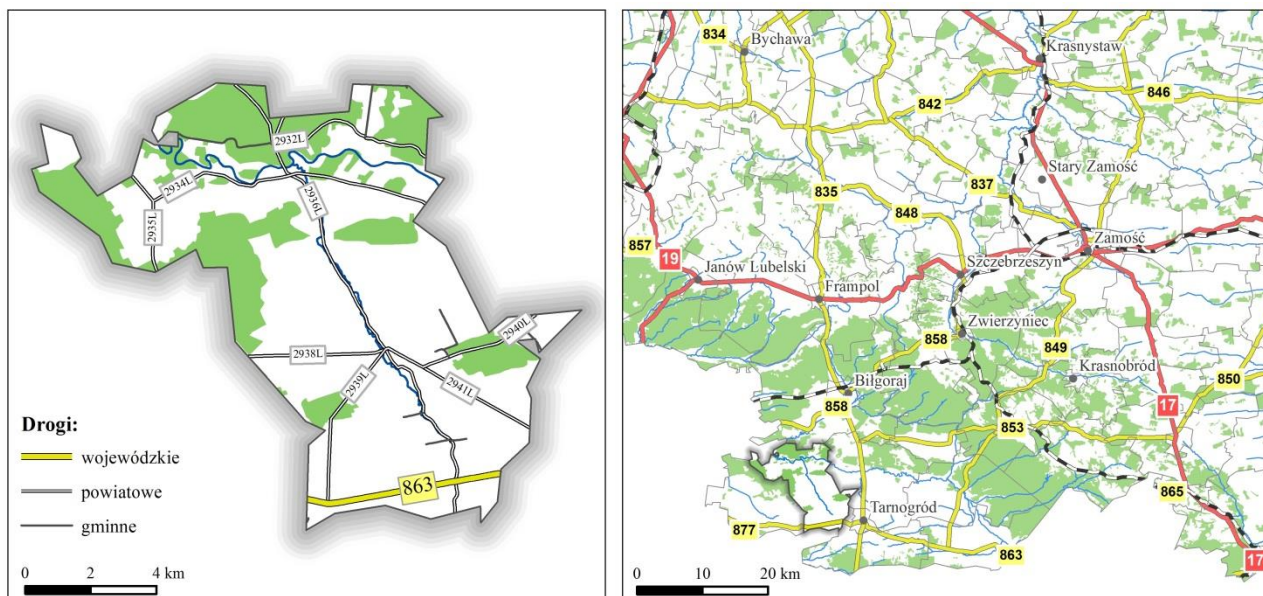 2932L
2934L
2936L
2935L
2938L
2940L
2939L
2941L
863
Drogi:
wojewódzkie
powiatowe
gminne
0 2 4 km
834
Bychawa
Krasnystaw
846
842
Stary Zamość
837
835
848
857
19
Zamość
Szczebrzeszyn
Janów Lubelski
Frampol
Zwierzyniec
858
849
Krasnobród
850
Biłgoraj
858
17
853
865
Tarnogród
877
863
17
0 10 20 km